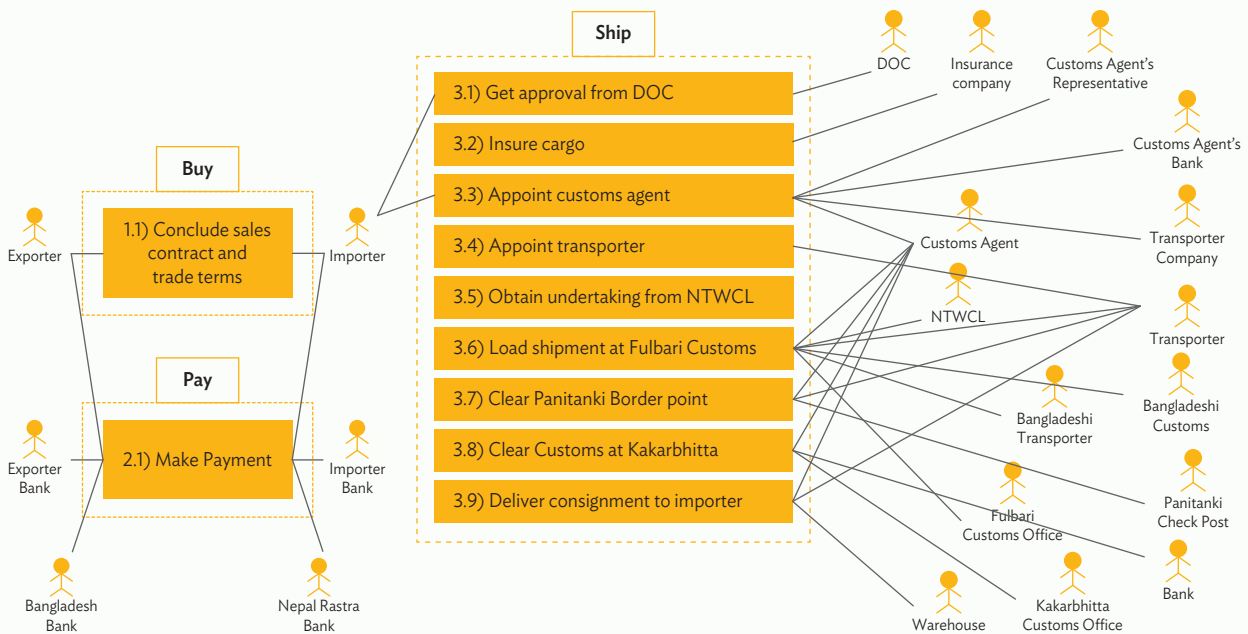 Buy
Exporter
1.1) Conclude sales
contract and
trade terms
Importer
Pay
Exporter
Bank
2.1) Make Payment
Importer
Bank
Bangladesh
Bank
Nepal Rastra
Bank
Ship
3.1) Get approval from DOC
3.2) Insure cargo
3.3) Appoint customs agent
3.4) Appoint transporter
3.5) Obtain undertaking from NTWCL
3.6) Load shipment at Fulbari Customs
3.7) Clear Panitanki Border point
3.8) Clear Customs at Kakarbhitta
3.9) Deliver consignment to importer
DOC
Insurance
company
Customs Agent's
Representative
Customs Agent's
Bank
Customs Agent
Transporter
Company
NTWCL
Transporter
Bangladeshi
Transporter
Bangladeshi
Customs
Fulbari
Customs Office
Panitanki
Check Post
Bank
Warehouse
Kakarbhitta
Customs Office